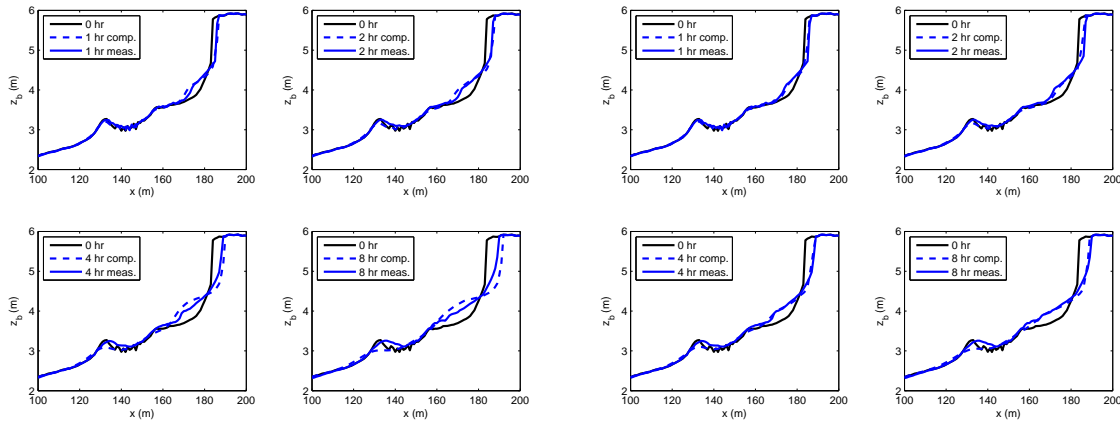 6
5
4
3
2
z_b (m)
0 hr
1 hr comp.
1 hr meas.
100 120 140 160 180 200
x (m)
6
5
4
3
2
z_b (m)
0 hr
2 hr comp.
2 hr meas.
100 120 140 160 180 200
x (m)
6
5
4
3
2
z_b (m)
0 hr
1 hr comp.
1 hr meas.
100 120 140 160 180 200
x (m)
6
5
4
3
2
z_b (m)
0 hr
2 hr comp.
2 hr meas.
100 120 140 160 180 200
x (m)
6
5
4
3
2
z_b (m)
0 hr
4 hr comp.
4 hr meas.
100 120 140 160 180 200
x (m)
6
5
4
3
2
z_b (m)
0 hr
8 hr comp.
8 hr meas.
100 120 140 160 180 200
x (m)
6
5
4
3
2
z_b (m)
0 hr
4 hr comp.
4 hr meas.
100 120 140 160 180 200
x (m)
6
5
4
3
2
z_b (m)
0 hr
8 hr comp.
8 hr meas.
100 120 140 160 180 200
x (m)